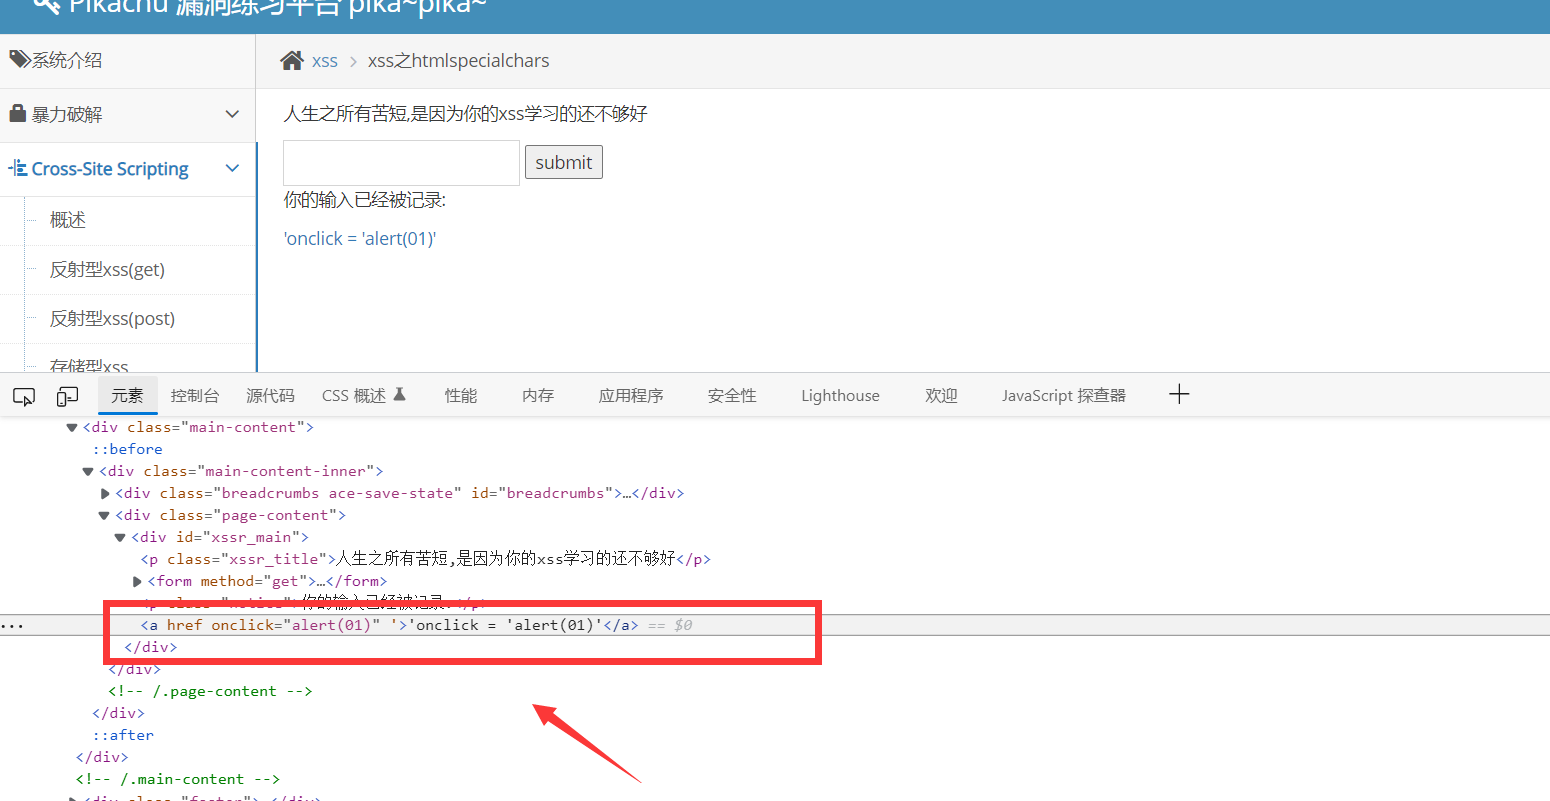 Pikachu 漏洞练习平台 pika~pika~
系统介绍
xss > xss之htmlspecialchars
暴力破解
人生之所有苦短,是因为你的xss学习的还不够好
submit
Cross-Site Scripting
你的输入已经被记录:
概述
'onclick = 'alert(01)'
反射型xss(get)
反射型xss(post)
存储型xss
元素 控制台 源代码 CSS 概述 性能 内存 应用程序 安全性 Lighthouse 欢迎 JavaScript 探查器
<div class="main-content">
::before
<div class="main-content-inner">
<div class="breadcrumbs ace-save-state" id="breadcrumbs">…</div>
<div class="page-content">
<div id="xssr_main">
<p class="xssr_title">人生之所有苦短,是因为你的xss学习的还不够好</p>
<form method="get">…</form>
<p class="notice">你的输入已经被记录:</p>
<a href onclick="alert(01)" '>'onclick = 'alert(01)'</a> == $0
</div>
</div>
<!-- /.page-content -->
</div>
::after
</div>
<!-- /.main-content -->
<div class="footer">…</div>